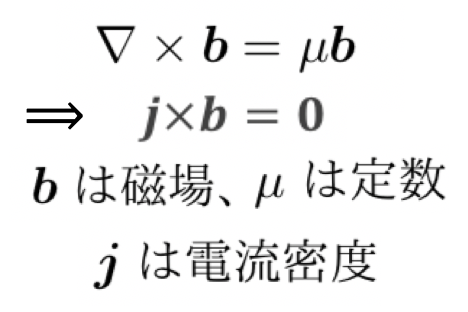 ∇ × b = μb
⟹ j×b = 0
b は磁場、μ は定数
j は電流密度